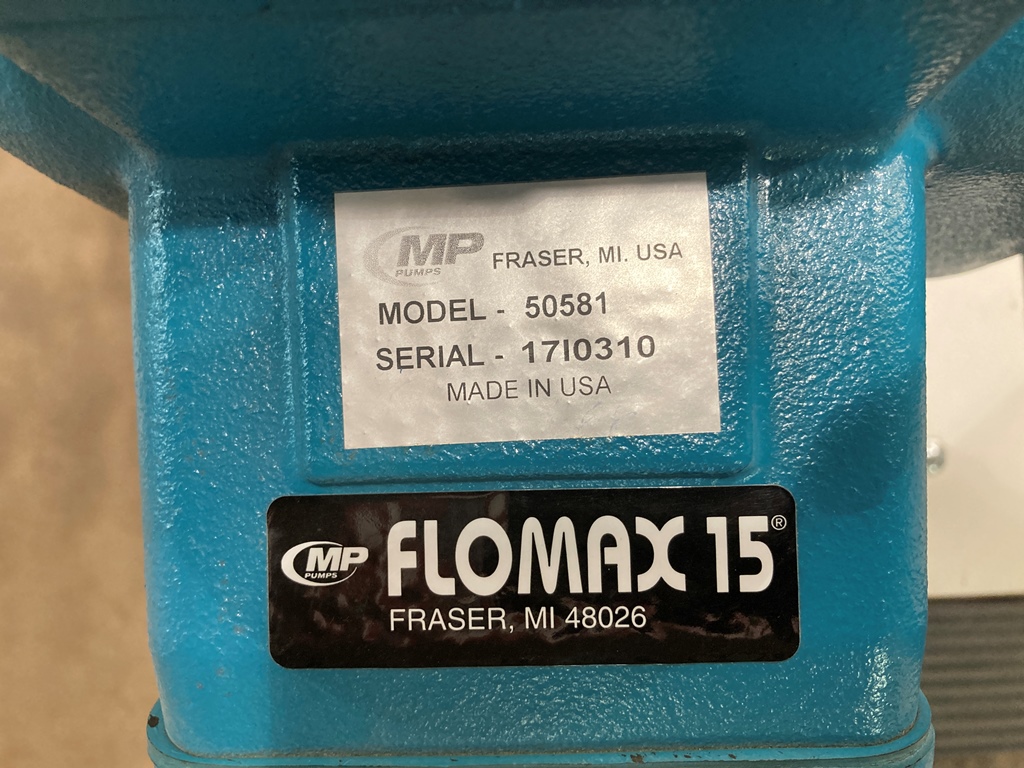 MP
PUMPS
FRASER, MI. USA
MODEL - 50581
SERIAL - 17I0310
MADE IN USA
MP
PUMPS
FLOMAX 15®
FRASER, MI 48026